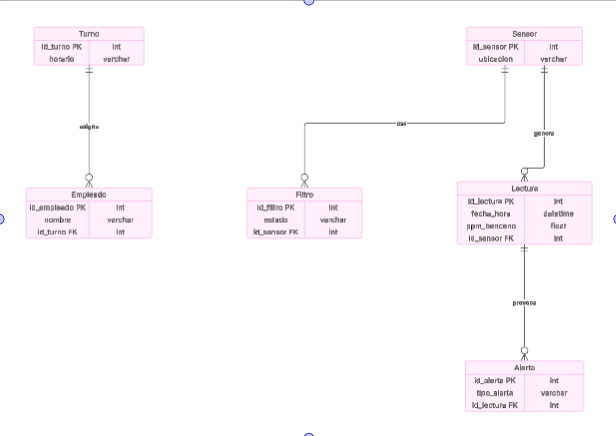 Turno
id_turno PK int
horario varchar
Sensor
id_sensor PK int
ubicacion varchar
usa
genera
Empleado
id_empleado PK int
nombre varchar
id_turno FK int
Filtro
id_filtro PK int
estado varchar
id_sensor FK int
Lectura
id_lectura PK int
fecha_hora datetime
ppm_benceno float
id_sensor FK int
Alerta
id_alerta PK int
tipo_alerta varchar
id_lectura FK int